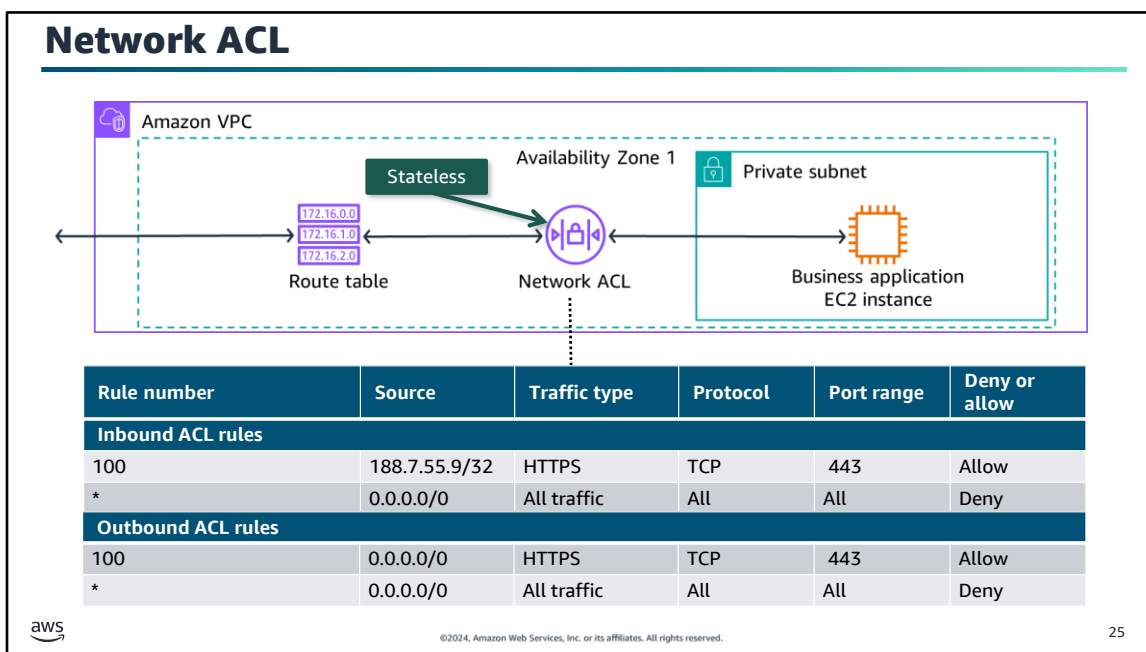 Network ACL
Amazon VPC
Availability Zone 1
Stateless
Private subnet
172.16.0.0
172.16.1.0
172.16.2.0
Route table
Network ACL
Business application
EC2 instance
Rule number Source Traffic type Protocol Port range Deny or allow
Inbound ACL rules
100 188.7.55.9/32 HTTPS TCP 443 Allow
* 0.0.0.0/0 All traffic All All Deny
Outbound ACL rules
100 0.0.0.0/0 HTTPS TCP 443 Allow
* 0.0.0.0/0 All traffic All All Deny
aws
©2024, Amazon Web Services, Inc. or its affiliates. All rights reserved.
25